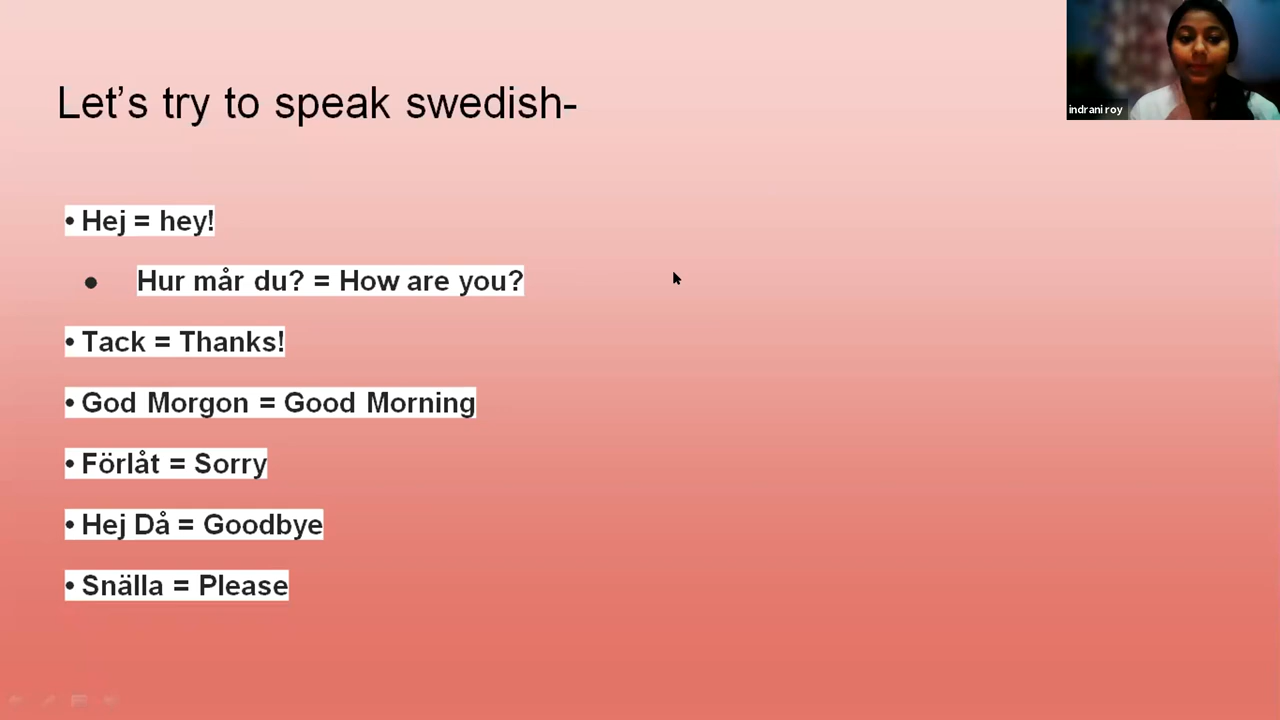 Let's try to speak swedish-
indrani roy
• Hej = hey!
● Hur mår du? = How are you?
• Tack = Thanks!
• God Morgon = Good Morning
• Förlåt = Sorry
• Hej Då = Goodbye
• Snälla = Please